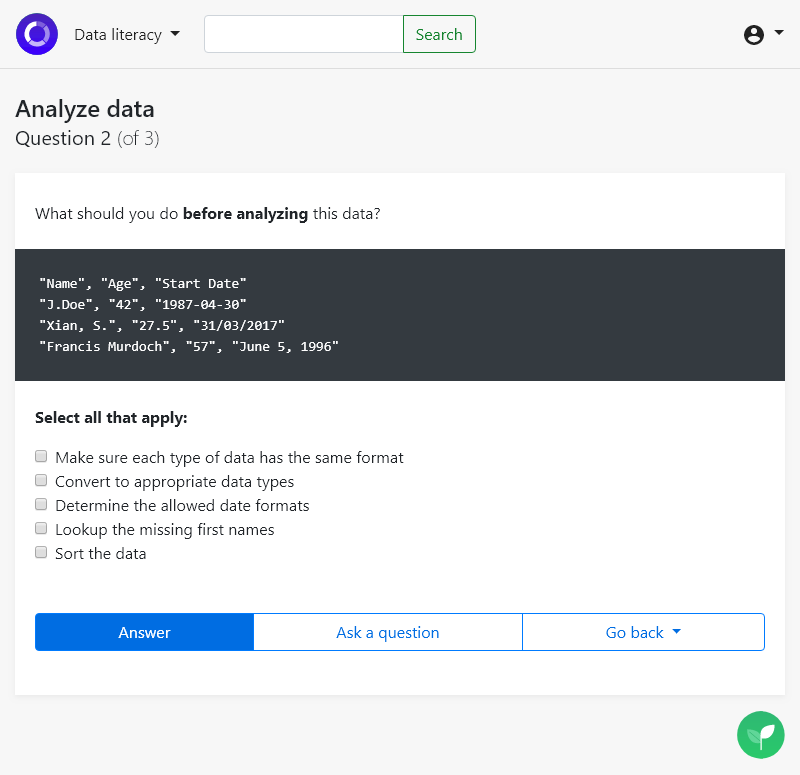 Data literacy
Search
Analyze data
Question 2 (of 3)
What should you do before analyzing this data?
"Name", "Age", "Start Date"
"J.Doe", "42", "1987-04-30"
"Xian, S.", "27.5", "31/03/2017"
"Francis Murdoch", "57", "June 5, 1996"
Select all that apply:
Make sure each type of data has the same format
Convert to appropriate data types
Determine the allowed date formats
Lookup the missing first names
Sort the data
Answer
Ask a question
Go back